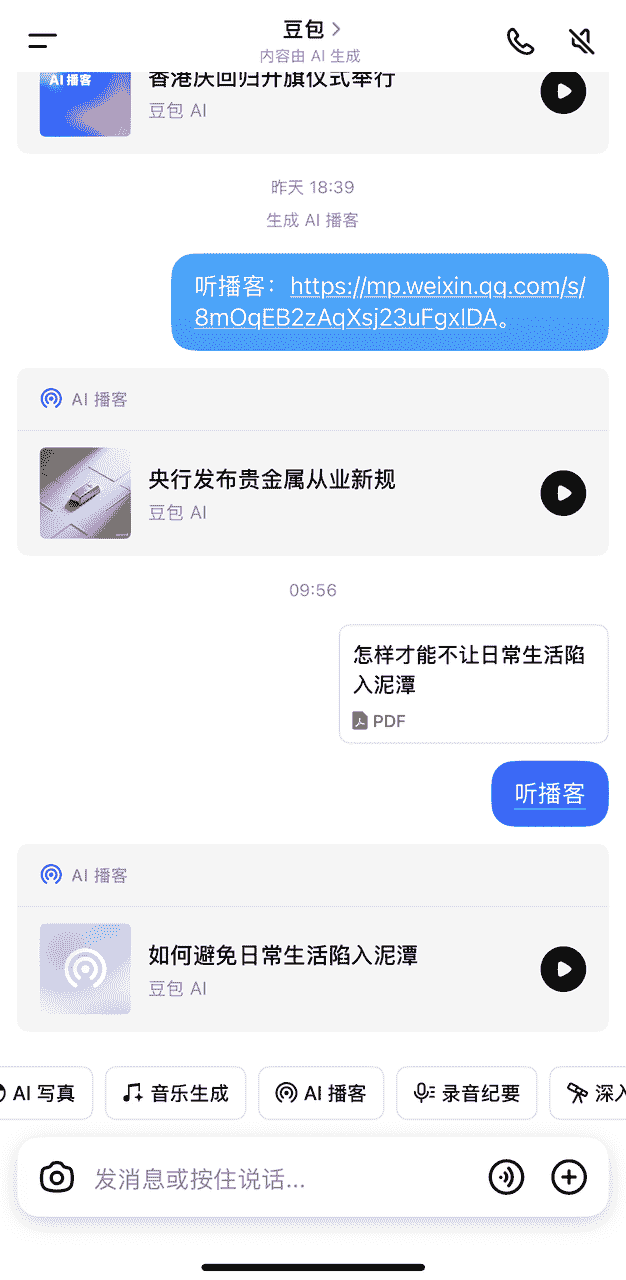 豆包
内容由 AI 生成
AI播客
香港庆回归升旗仪式举行
豆包 AI
昨天 18:39
生成 AI 播客
听播客：https://mp.weixin.qq.com/s/
8mOqEB2zAqXsj23uFgxlDA。
AI 播客
央行发布贵金属从业新规
豆包 AI
09:56
怎样才能不让日常生活陷
入泥潭
PDF
听播客
AI 播客
如何避免日常生活陷入泥潭
豆包 AI
AI 写真
音乐生成
AI 播客
录音纪要
深入
发消息或按住说话...